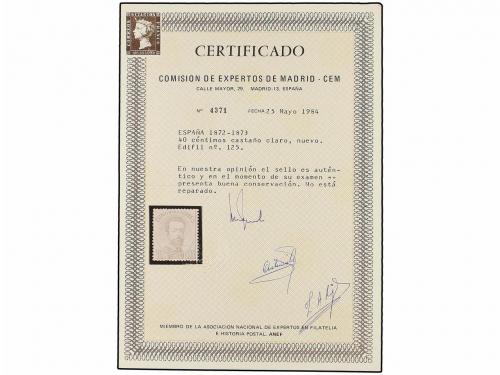 CERTIFICADO
COMISION DE EXPERTOS DE MADRID - CEM
CALLE MAYOR, 29. MADRID-13. ESPAÑA
Nº 4371 FECHA 25 Mayo 1984
ESPAÑA 1872-1873
40 céntimos castaño claro, nuevo.
Edifil nº. 125.
En nuestra opinión el sello es autén-
tico y en el momento de su examen
presenta buena conservación. No está
reparado.
MIEMBRO DE LA ASOCIACION NACIONAL DE EXPERTOS EN FILATELIA
E HISTORIA POSTAL. ANEF